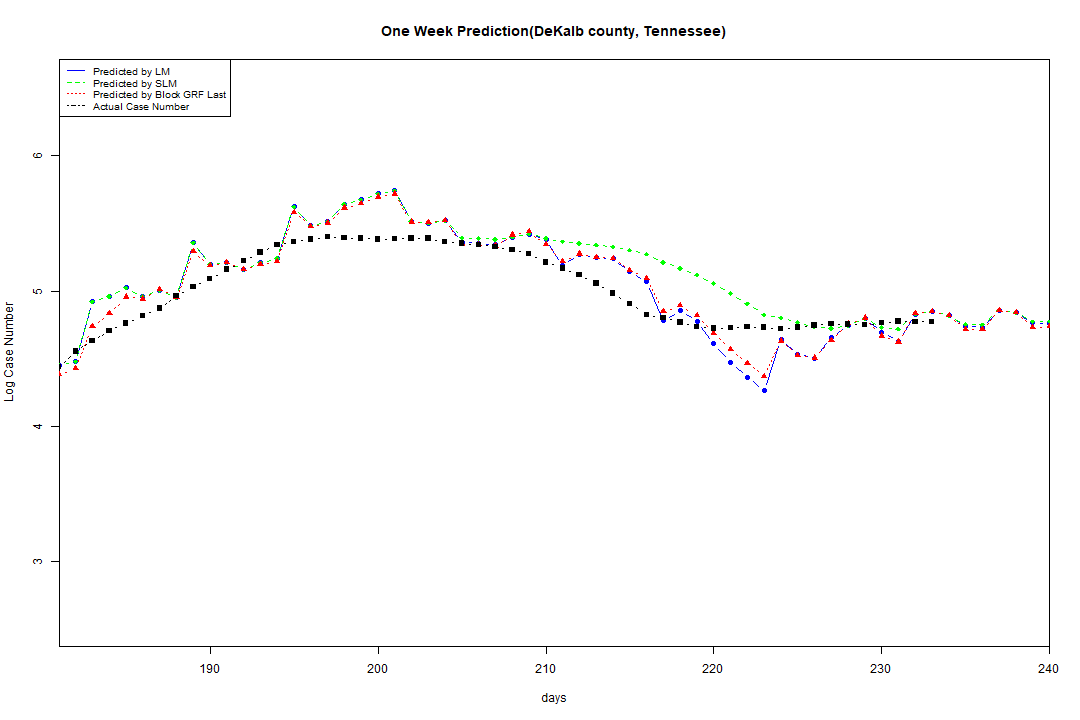 One Week Prediction(DeKalb county, Tennessee)
Predicted by LM
Predicted by SLM
Predicted by Block GRF Last
Actual Case Number
6
5
4
3
Log Case Number
190 200 210 220 230 240
days